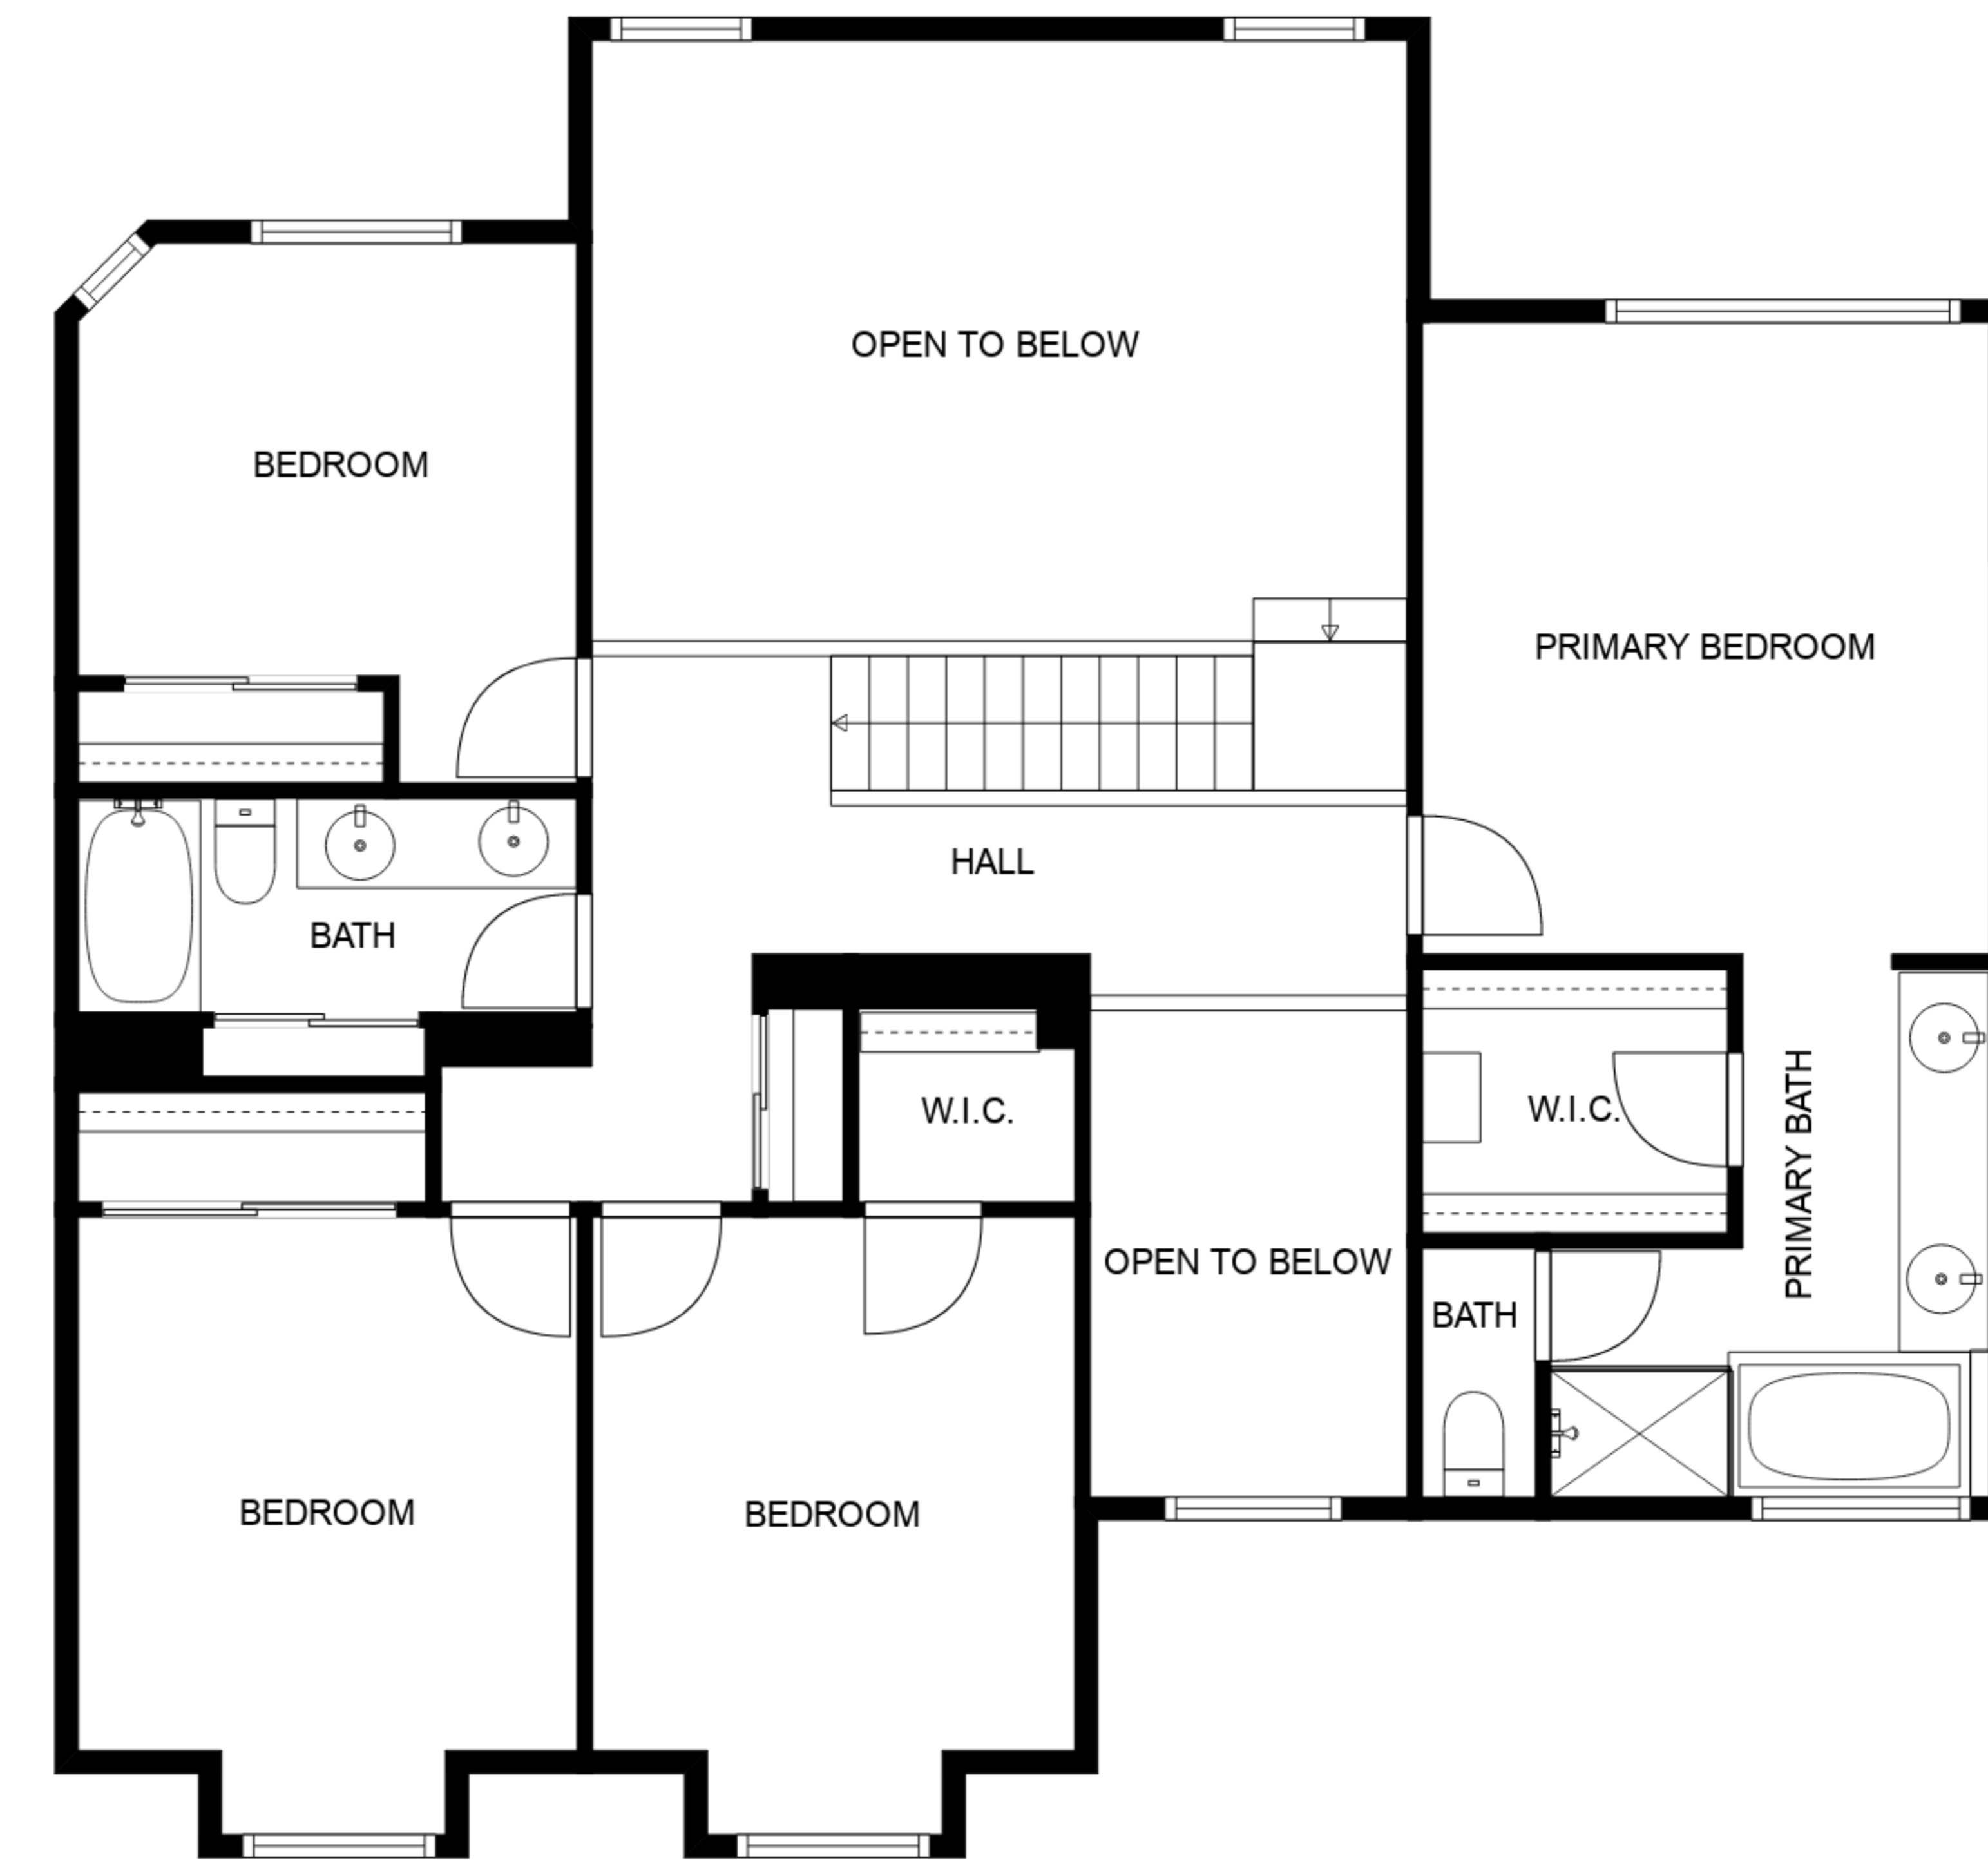 OPEN TO BELOW
BEDROOM
PRIMARY BEDROOM
HALL
BATH
W.I.C.
W.I.C.
PRIMARY BATH
OPEN TO BELOW
BATH
BEDROOM
BEDROOM